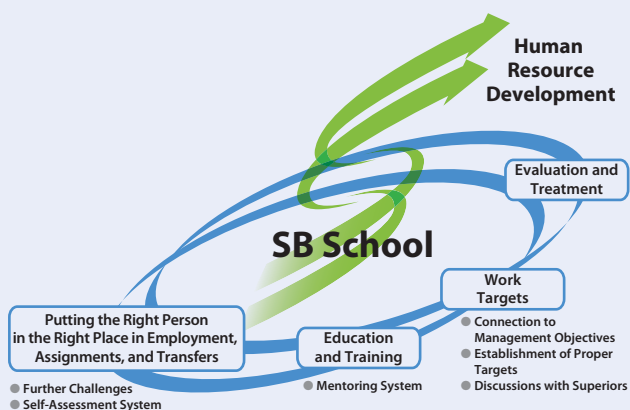 Human
Resource
Development
Evaluation and
Treatment
SB School
Work
Targets
● Connection to
Management Objectives
● Establishment of Proper
Targets
● Discussions with Superiors
Education
and Training
● Mentoring System
Putting the Right Person
in the Right Place in Employment,
Assignments, and Transfers
● Further Challenges
● Self-Assessment System